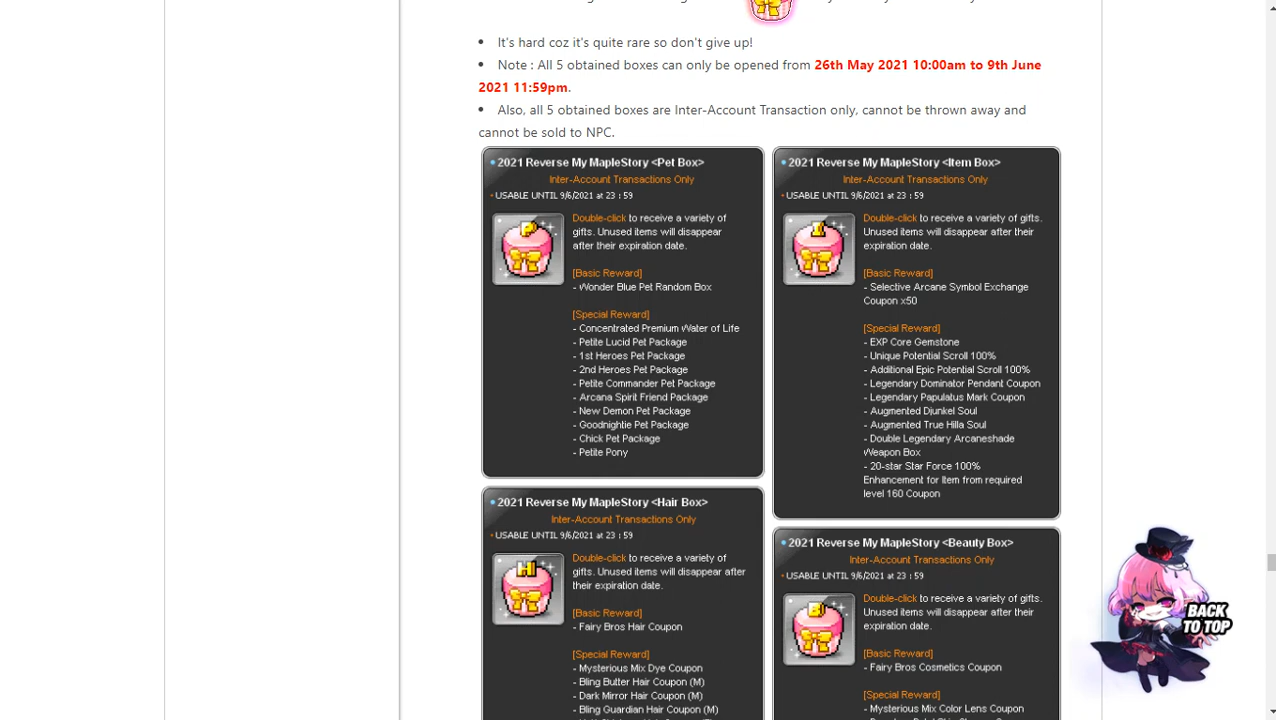 It's hard coz it's quite rare so don't give up!
Note : All 5 obtained boxes can only be opened from 26th May 2021 10:00am to 9th June
2021 11:59pm.
Also, all 5 obtained boxes are Inter-Account Transaction only, cannot be thrown away and
cannot be sold to NPC.
2021 Reverse My MapleStory <Pet Box>
Inter-Account Transactions Only
USABLE UNTIL 9/6/2021 at 23 : 59
Double-click to receive a variety of
gifts. Unused items will disappear
after their expiration date.
[Basic Reward]
- Wonder Blue Pet Random Box
[Special Reward]
- Concentrated Premium Water of Life
- Petite Lucid Pet Package
- 1st Heroes Pet Package
- 2nd Heroes Pet Package
- Petite Commander Pet Package
- Arcana Spirit Friend Package
- New Demon Pet Package
- Goodnightie Pet Package
- Chick Pet Package
- Petite Pony
2021 Reverse My MapleStory <Item Box>
Inter-Account Transactions Only
USABLE UNTIL 9/6/2021 at 23 : 59
Double-click to receive a variety of gifts.
Unused items will disappear after their
expiration date.
[Basic Reward]
- Selective Arcane Symbol Exchange
Coupon x50
[Special Reward]
- EXP Core Gemstone
- Unique Potential Scroll 100%
- Additional Epic Potential Scroll 100%
- Legendary Dominator Pendant Coupon
- Legendary Papulatus Mark Coupon
- Augmented Djunkel Soul
- Augmented True Hilla Soul
- Double Legendary Arcaneshade
Weapon Box
- 20-star Star Force 100%
Enhancement for Item from required
level 160 Coupon
2021 Reverse My MapleStory <Hair Box>
Inter-Account Transactions Only
USABLE UNTIL 9/6/2021 at 23 : 59
Double-click to receive a variety of
gifts. Unused items will disappear after
their expiration date.
[Basic Reward]
- Fairy Bros Hair Coupon
[Special Reward]
- Mysterious Mix Dye Coupon
- Bling Butter Hair Coupon (M)
- Dark Mirror Hair Coupon (M)
- Bling Guardian Hair Coupon (M)
2021 Reverse My MapleStory <Beauty Box>
Inter-Account Transactions Only
USABLE UNTIL 9/6/2021 at 23 : 59
Double-click to receive a variety of gifts.
Unused items will disappear after their
expiration date.
[Basic Reward]
- Fairy Bros Cosmetics Coupon
[Special Reward]
- Mysterious Mix Color Lens Coupon
BACK
TO TOP